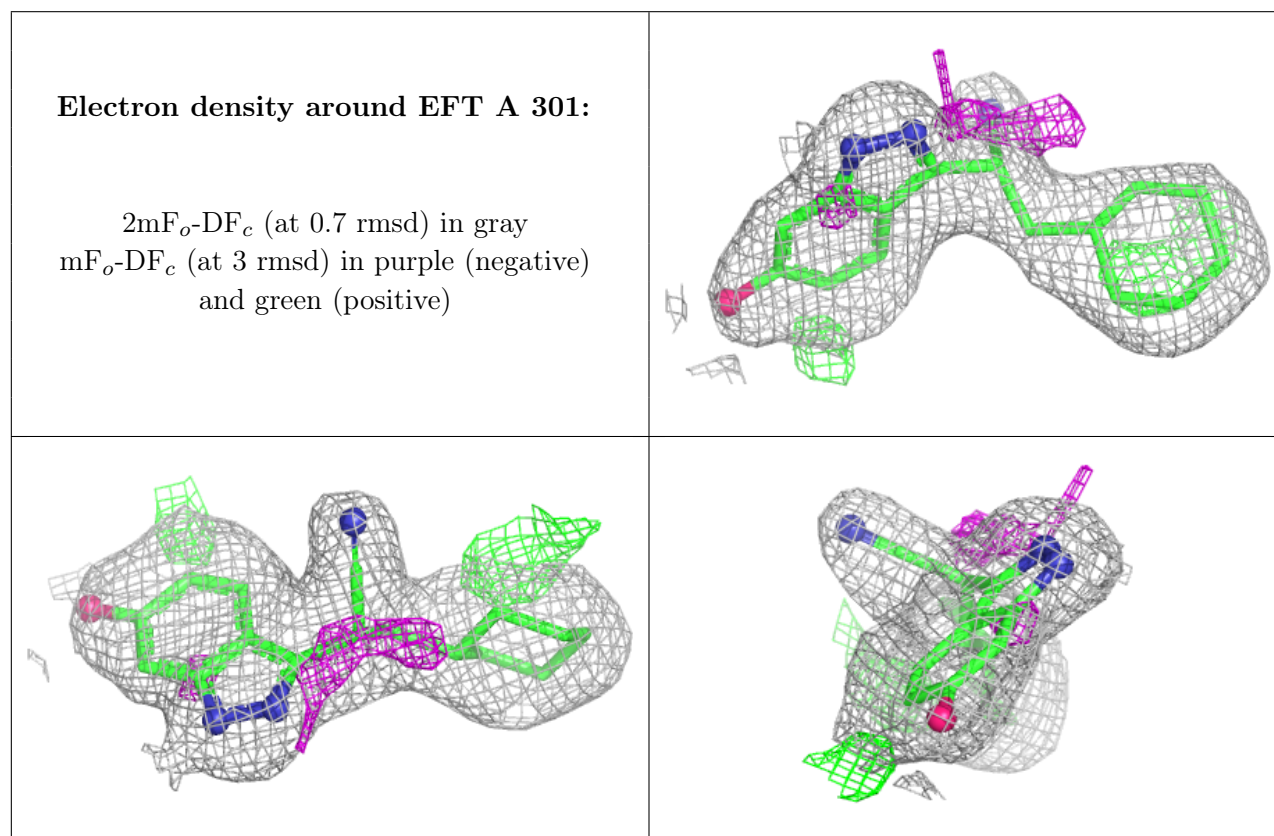 Electron density around EFT A 301:
2mFo-DFc (at 0.7 rmsd) in gray
mFo-DFc (at 3 rmsd) in purple (negative)
and green (positive)